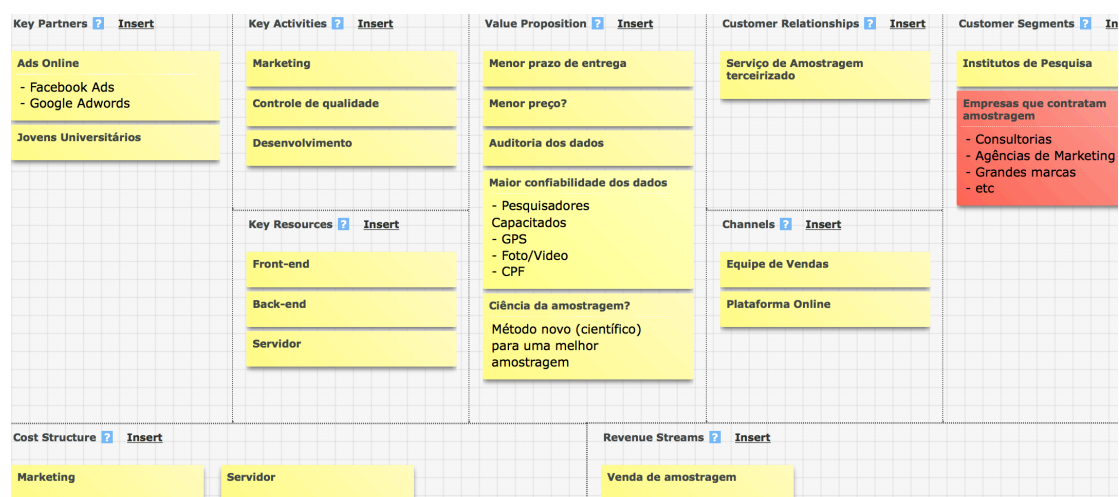 Key Partners ? Insert
Ads Online
- Facebook Ads
- Google Adwords
Jovens Universitários
Key Activities ? Insert
Marketing
Controle de qualidade
Desenvolvimento
Key Resources ? Insert
Front-end
Back-end
Servidor
Value Proposition ? Insert
Menor prazo de entrega
Menor preço?
Auditoria dos dados
Maior confiabilidade dos dados
- Pesquisadores
Capacitados
- GPS
- Foto/Video
- CPF
Ciência da amostragem?
Método novo (científico)
para uma melhor
amostragem
Customer Relationships ? Insert
Serviço de Amostragem
terceirizado
Channels ? Insert
Equipe de Vendas
Plataforma Online
Customer Segments ? In
Institutos de Pesquisa
Empresas que contratam
amostragem
- Consultorias
- Agências de Marketing
- Grandes marcas
- etc
Cost Structure ? Insert
Marketing
Servidor
Revenue Streams ? Insert
Venda de amostragem